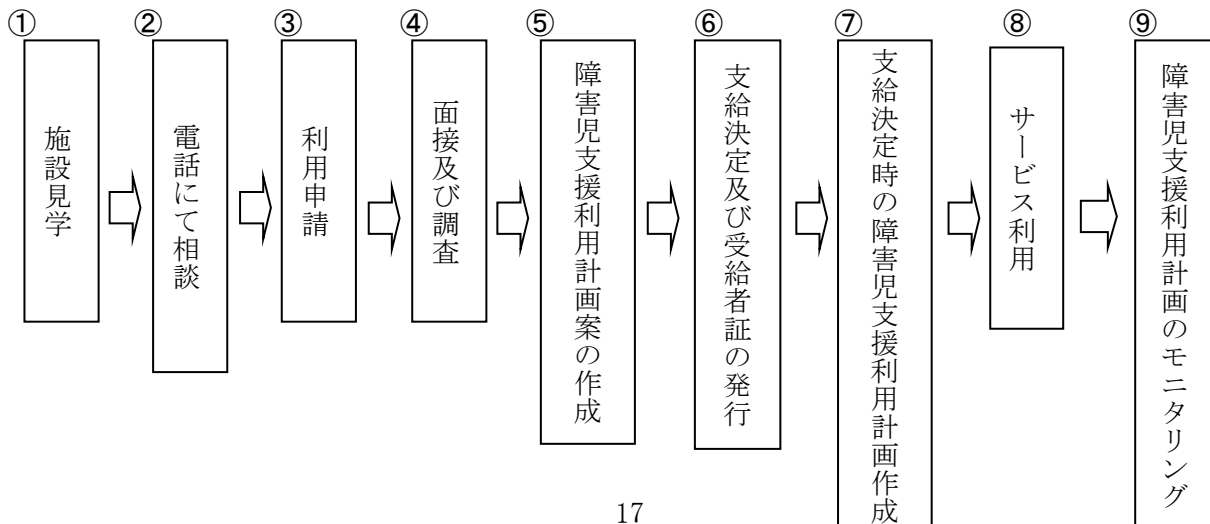 ①
施設見学
②
電話にて相談
③
利用申請
④
面接及び調査
⑤
障害児支援利用計画案の作成
⑥
支給決定及び受給者証の発行
⑦
支給決定時の障害児支援利用計画作成
⑧
サービス利用
⑨
障害児支援利用計画のモニタリング
17